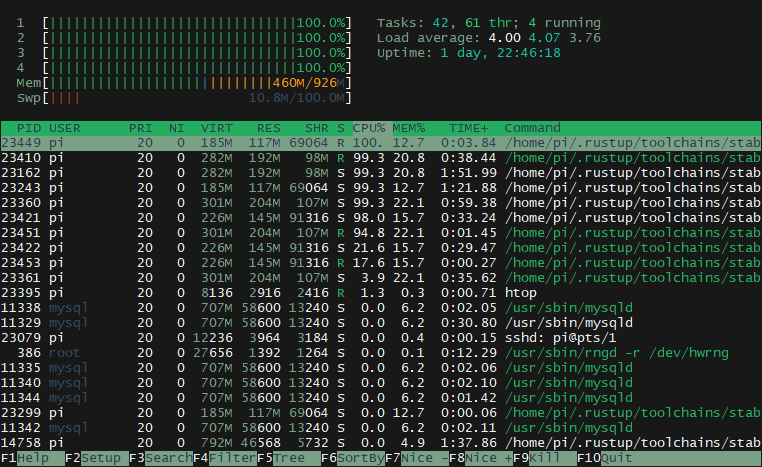 1 [||||||||||||||||||||||||||||||||100.0%] Tasks: 42, 61 thr; 4 running
2 [||||||||||||||||||||||||||||||||100.0%] Load average: 4.00 4.07 3.76
3 [||||||||||||||||||||||||||||||||100.0%] Uptime: 1 day, 22:46:18
4 [||||||||||||||||||||||||||||||||100.0%]
Mem[|||||||||||||||||||||||||||||460M/926M]
Swp[|||| 10.8M/100.0M]
PID USER PRI NI VIRT RES SHR S CPU% MEM% TIME+ Command
23449 pi 20 0 185M 117M 69064 R 100. 12.7 0:03.84 /home/pi/.rustup/toolchains/stab
23410 pi 20 0 282M 192M 98M R 99.3 20.8 0:38.44 /home/pi/.rustup/toolchains/stab
23162 pi 20 0 282M 192M 98M S 99.3 20.8 1:51.99 /home/pi/.rustup/toolchains/stab
23243 pi 20 0 185M 117M 69064 S 99.3 12.7 1:21.88 /home/pi/.rustup/toolchains/stab
23360 pi 20 0 301M 204M 107M S 99.3 22.1 0:59.38 /home/pi/.rustup/toolchains/stab
23421 pi 20 0 226M 145M 91316 S 98.0 15.7 0:33.24 /home/pi/.rustup/toolchains/stab
23451 pi 20 0 301M 204M 107M R 94.8 22.1 0:01.45 /home/pi/.rustup/toolchains/stab
23422 pi 20 0 226M 145M 91316 S 21.6 15.7 0:29.47 /home/pi/.rustup/toolchains/stab
23453 pi 20 0 226M 145M 91316 R 17.6 15.7 0:00.27 /home/pi/.rustup/toolchains/stab
23361 pi 20 0 301M 204M 107M S 3.9 22.1 0:35.62 /home/pi/.rustup/toolchains/stab
23395 pi 20 0 8136 2916 2416 R 1.3 0.3 0:00.71 htop
11338 mysql 20 0 707M 58600 13240 S 0.0 6.2 0:02.05 /usr/sbin/mysqld
11329 mysql 20 0 707M 58600 13240 S 0.0 6.2 0:30.80 /usr/sbin/mysqld
23079 pi 20 0 12236 3964 3184 S 0.0 0.4 0:00.15 sshd: pi@pts/1
386 root 20 0 27656 1392 1264 S 0.0 0.1 0:12.29 /usr/sbin/rngd -r /dev/hwrng
11335 mysql 20 0 707M 58600 13240 S 0.0 6.2 0:02.06 /usr/sbin/mysqld
11340 mysql 20 0 707M 58600 13240 S 0.0 6.2 0:02.10 /usr/sbin/mysqld
11344 mysql 20 0 707M 58600 13240 S 0.0 6.2 0:01.42 /usr/sbin/mysqld
23299 pi 20 0 185M 117M 69064 S 0.0 12.7 0:00.06 /home/pi/.rustup/toolchains/stab
11342 mysql 20 0 707M 58600 13240 S 0.0 6.2 0:02.11 /usr/sbin/mysqld
14758 pi 20 0 792M 46568 5732 S 0.0 4.9 1:37.86 /home/pi/.rustup/toolchains/stab
F1Help F2Setup F3SearchF4FilterF5Tree F6SortByF7Nice -F8Nice +F9Kill F10Quit